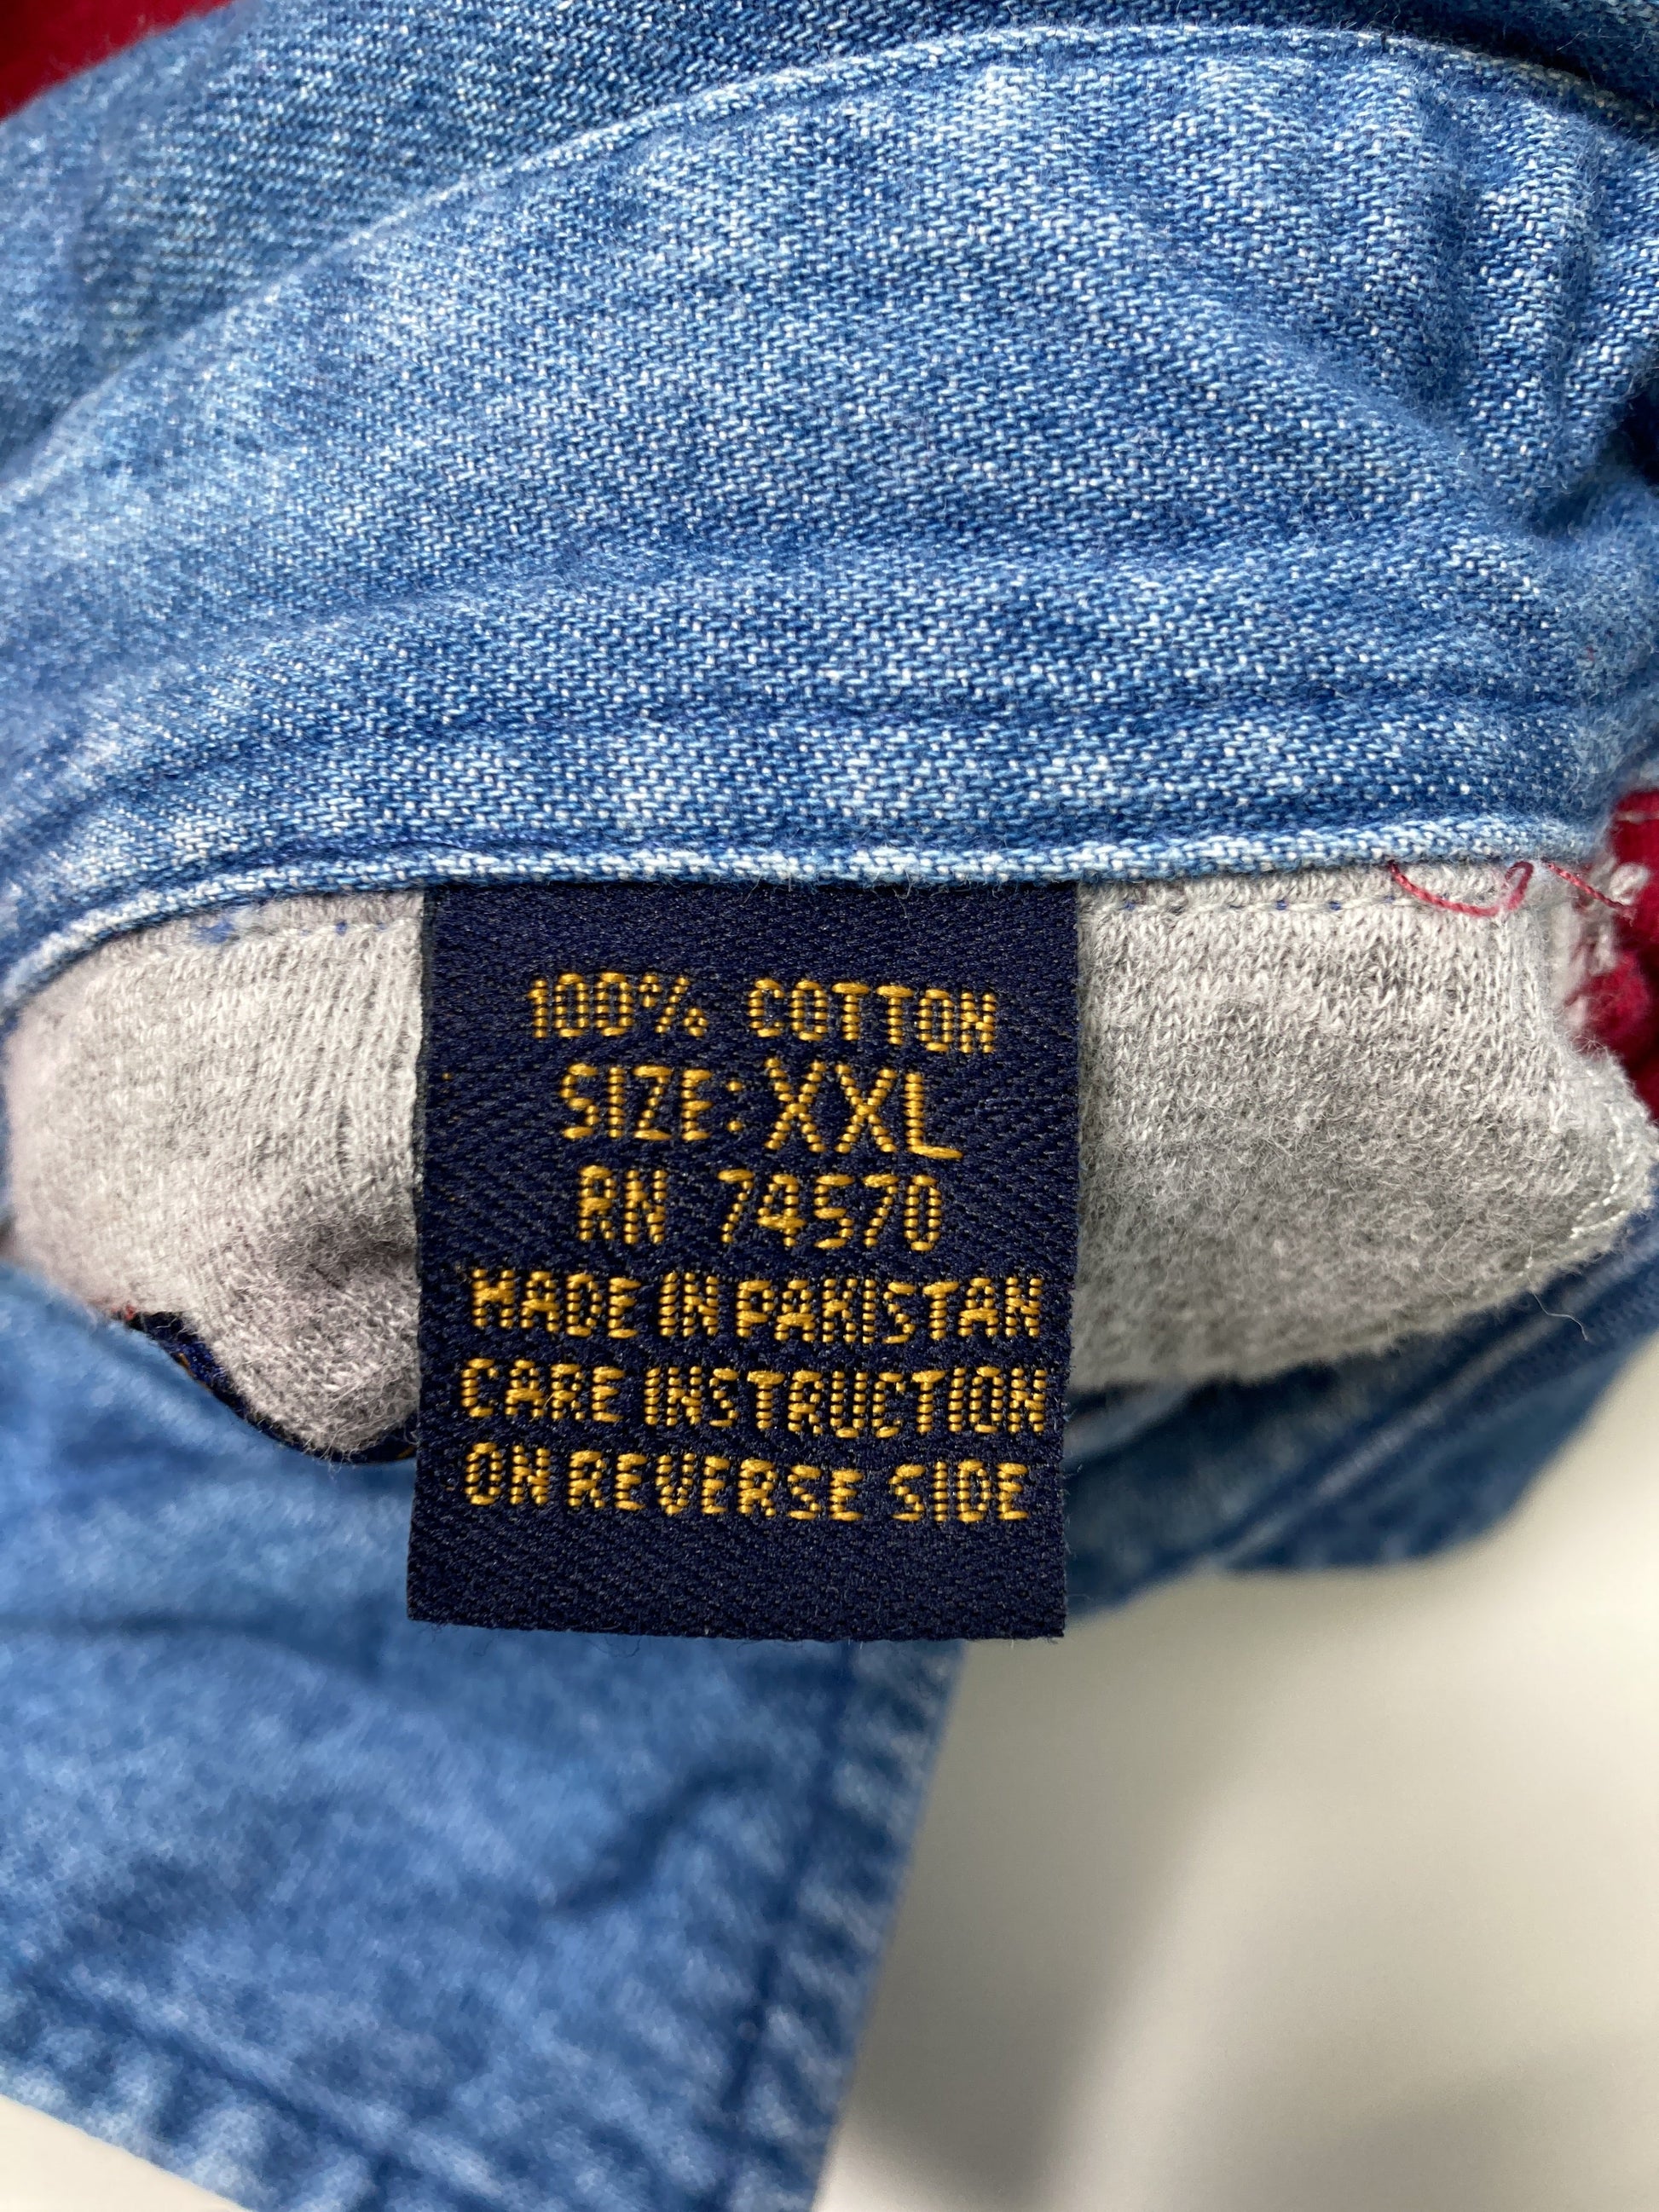 100% COTTON
SIZE: XXL
RN 74570
MADE IN PAKISTAN
CARE INSTRUCTION
ON REVERSE SIDE